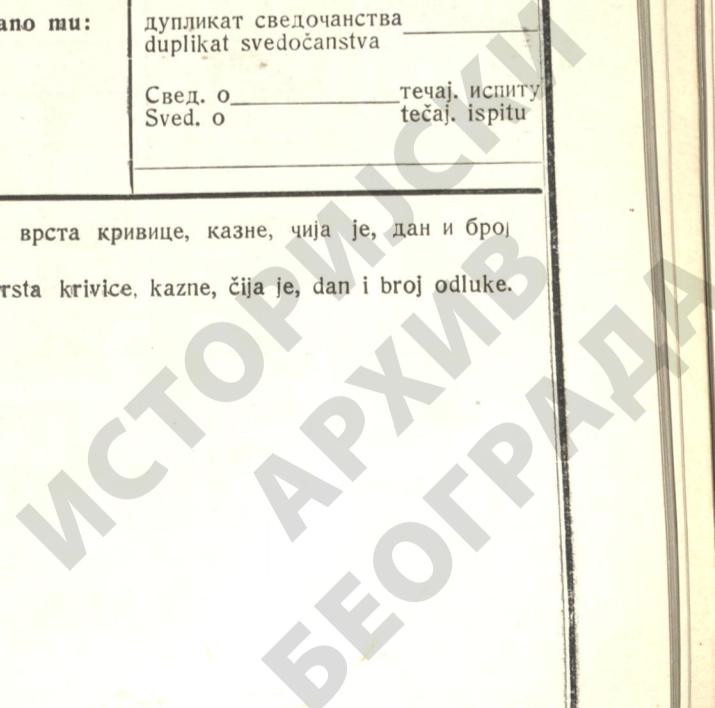 ano mu:
дупликат сведочанства
duplikat svedočanstva
Свед. о течај. испиту
Sved. o tečaj. ispitu
врста кривице, казне, чија је, дан и број
rsta krivice, kazne, čija je, dan i broj odluke.
ИСТОРИЈСКИ
АРХИВ
БЕОГРАДА